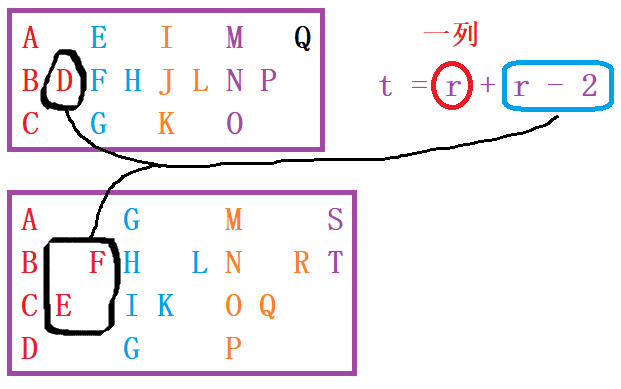 A E I M Q
B D F H J L N P
C G K O
一列
t = r + r - 2
A G M S
B F H L N R T
C E I K O Q
D G P